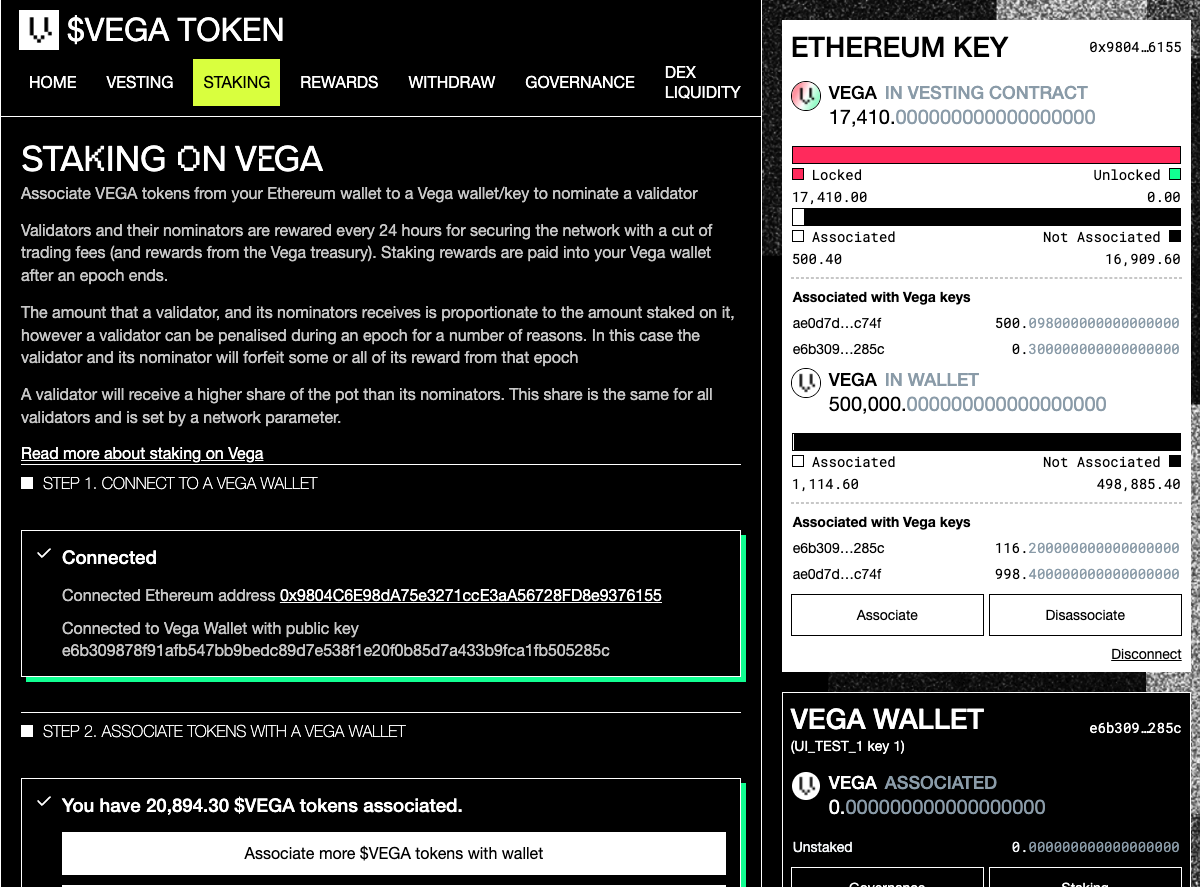 $VEGA TOKEN
HOME
VESTING
STAKING
REWARDS
WITHDRAW
GOVERNANCE
DEX
LIQUIDITY
STAKING ON VEGA
Associate VEGA tokens from your Ethereum wallet to a Vega wallet/key to nominate a validator
Validators and their nominators are rewared every 24 hours for securing the network with a cut of
trading fees (and rewards from the Vega treasury). Staking rewards are paid into your Vega wallet
after an epoch ends.
The amount that a validator, and its nominators receives is proportionate to the amount staked on it,
however a validator can be penalised during an epoch for a number of reasons. In this case the
validator and its nominator will forfeit some or all of its reward from that epoch
A validator will receive a higher share of the pot than its nominators. This share is the same for all
validators and is set by a network parameter.
Read more about staking on Vega
STEP 1. CONNECT TO A VEGA WALLET
Connected
Connected Ethereum address 0x9804C6E98dA75e3271ccE3aA56728FD8e9376155
Connected to Vega Wallet with public key
e6b309878f91afb547bb9bedc89d7e538f1e20f0b85d7a433b9fca1fb505285c
STEP 2. ASSOCIATE TOKENS WITH A VEGA WALLET
You have 20,894.30 $VEGA tokens associated.
Associate more $VEGA tokens with wallet
ETHEREUM KEY
0x9804…6155
VEGA IN VESTING CONTRACT
17,410.000000000000000000
Locked
Unlocked
17,410.00
0.00
Associated
Not Associated
500.40
16,909.60
Associated with Vega keys
ae0d7d…c74f
500.098000000000000000
e6b309…285c
0.300000000000000000
VEGA IN WALLET
500,000.000000000000000000
Associated
Not Associated
1,114.60
498,885.40
Associated with Vega keys
e6b309…285c
116.200000000000000000
ae0d7d…c74f
998.400000000000000000
Associate
Disassociate
Disconnect
VEGA WALLET
e6b309…285c
(UI_TEST_1 key 1)
VEGA ASSOCIATED
0.000000000000000000
Unstaked
0.000000000000000000
Governance
Staking